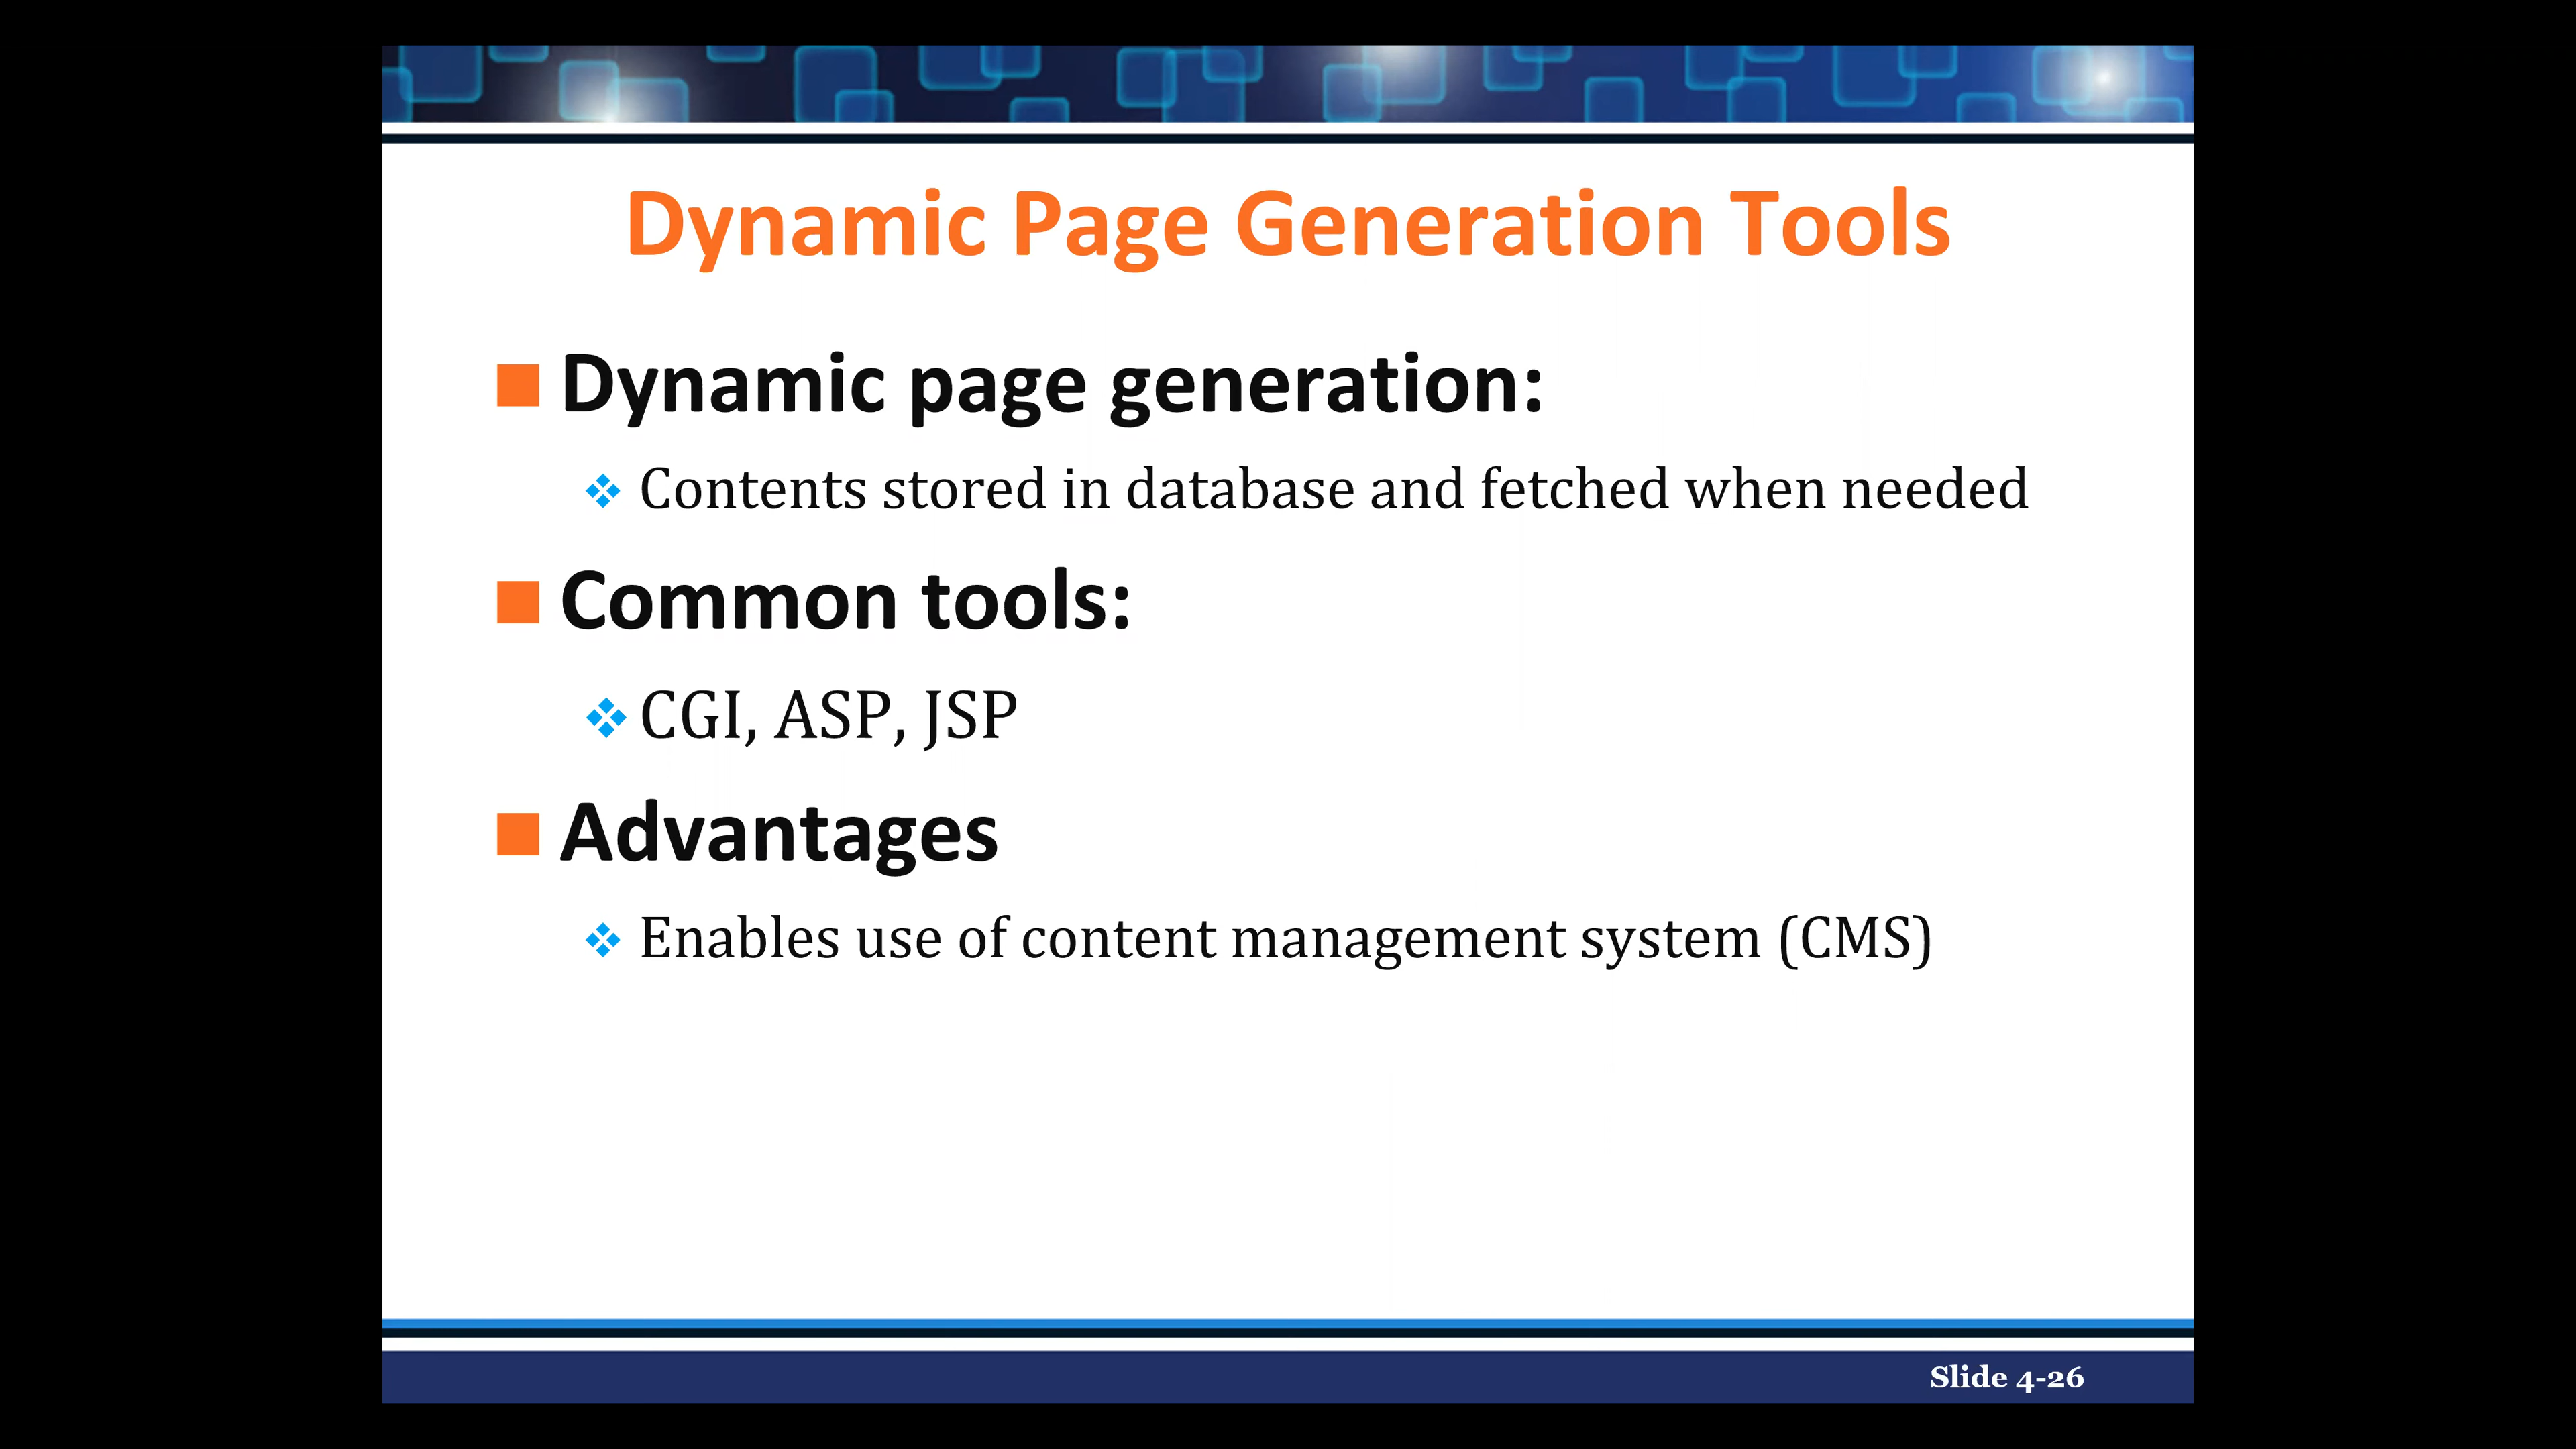 Dynamic Page Generation Tools
Dynamic page generation:
Contents stored in database and fetched when needed
Common tools:
CGI, ASP, JSP
Advantages
Enables use of content management system (CMS)
Slide 4-26